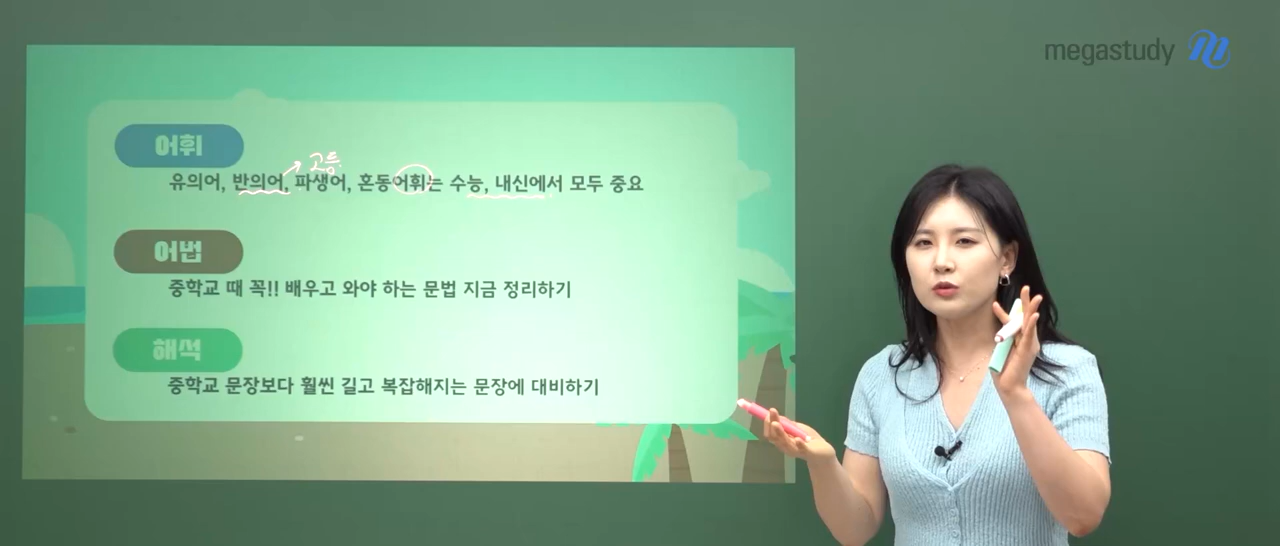 megastudy
어휘
고등
유의어, 반의어, 파생어, 혼동어휘는 수능, 내신에서 모두 중요
어법
중학교 때 꼭!! 배우고 와야 하는 문법 지금 정리하기
해석
중학교 문장보다 훨씬 길고 복잡해지는 문장에 대비하기